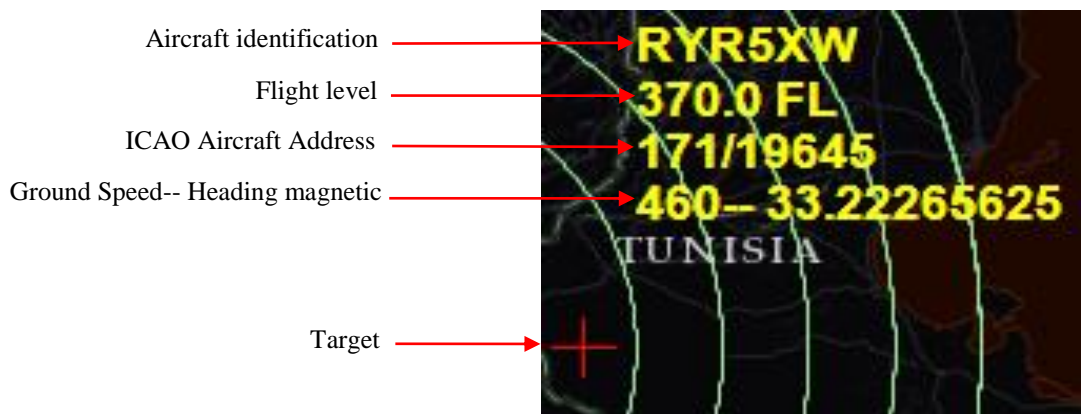 Aircraft identification
RYR5XW
Flight level
370.0 FL
ICAO Aircraft Address
171/19645
Ground Speed-- Heading magnetic
460-- 33.22265625
TUNISIA
Target